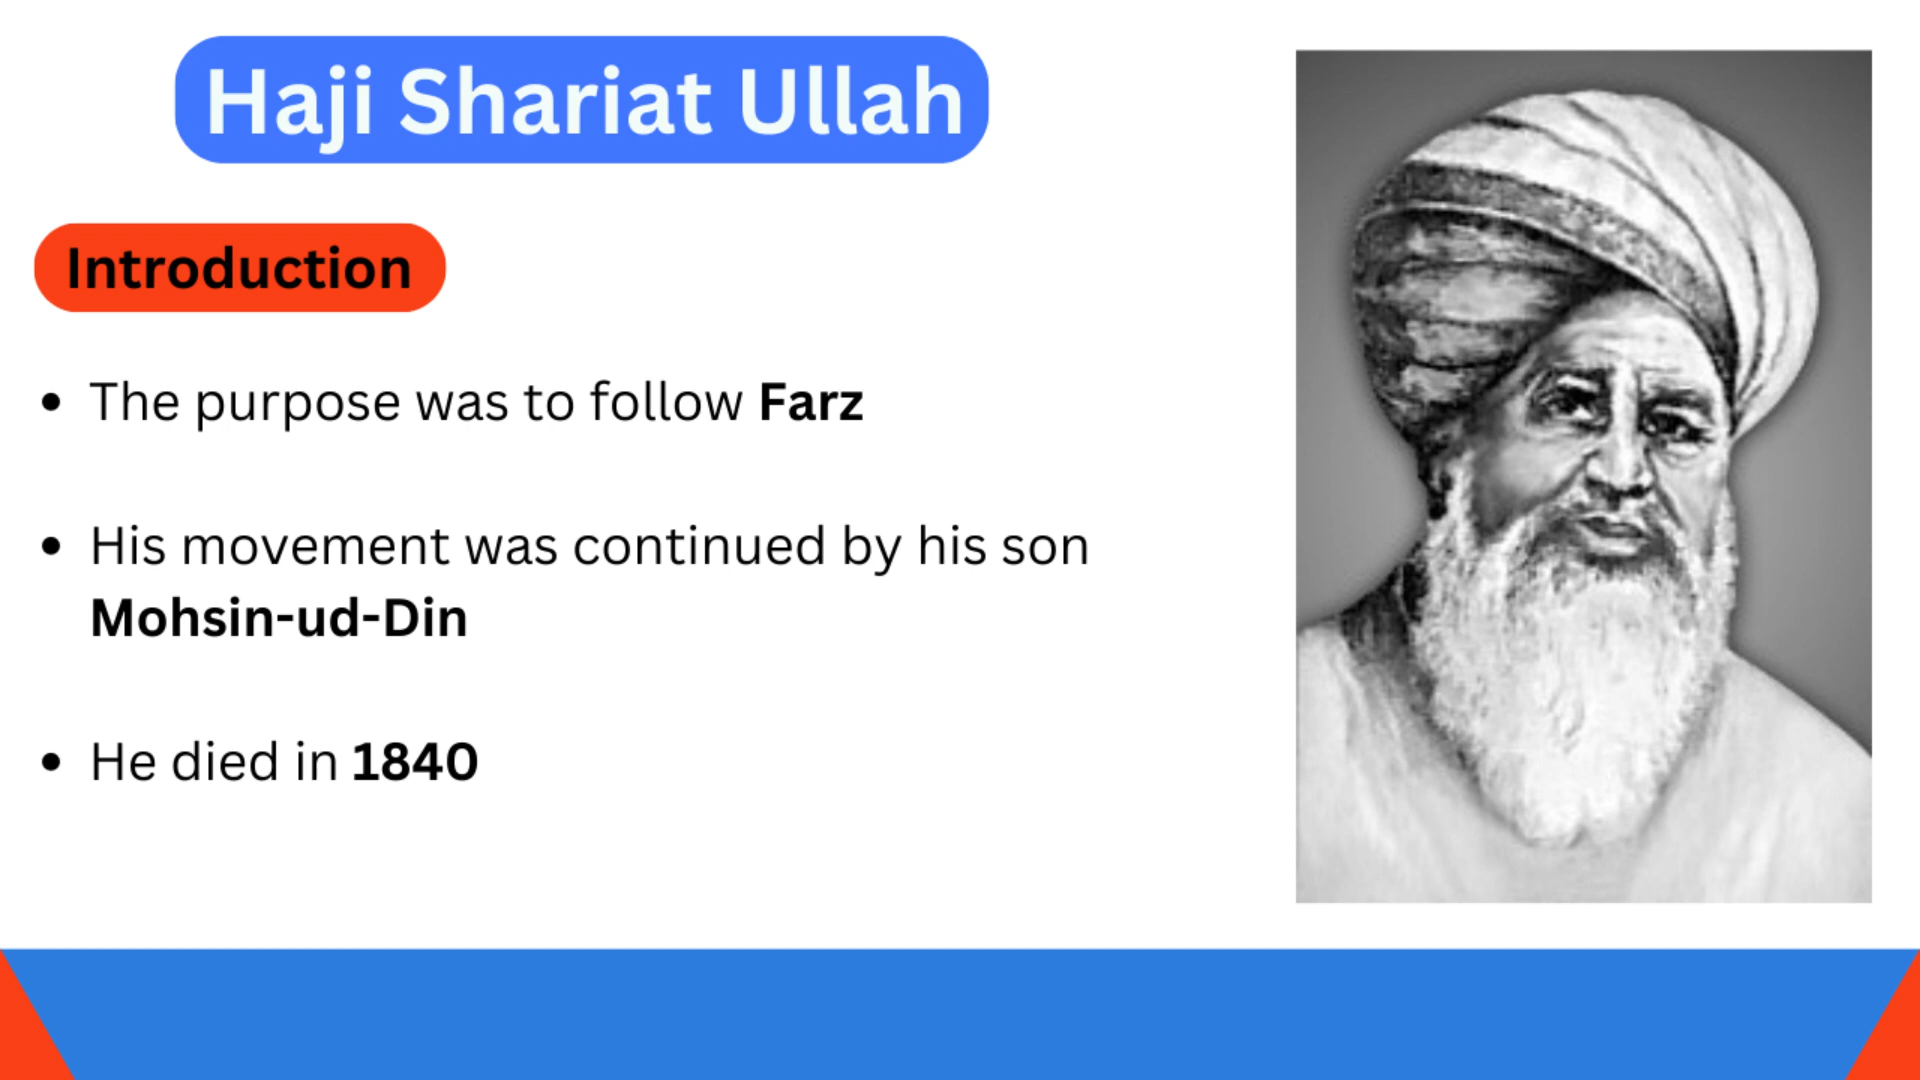 Haji Shariat Ullah
Introduction
• The purpose was to follow Farz
• His movement was continued by his son
Mohsin-ud-Din
• He died in 1840